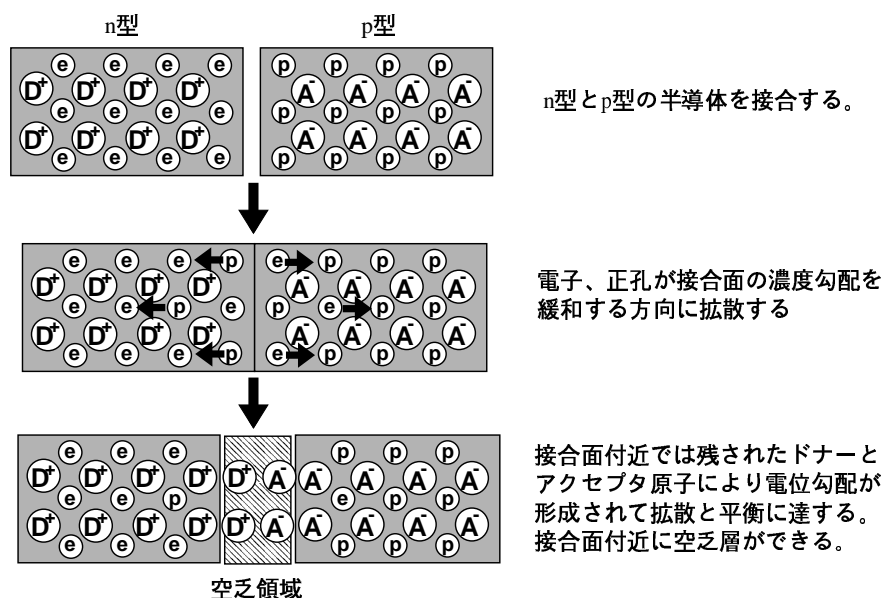 n型 p型
e e e e p p p p
D+ D+ D+ D+ A- A- A- A-
e e e e p p p p
D+ D+ D+ D+ A- A- A- A-
e e e e p p p p
n型とp型の半導体を接合する。
e e e p e p p p
D+ D+ D+ D+ A- A- A- A-
e e p e p e p p
D+ D+ D+ D+ A- A- A- A-
e e e p e p p p
電子、正孔が接合面の濃度勾配を
緩和する方向に拡散する
e e e p p p
D+ D+ D+ D+ D+ A- A- A- A- A-
e e p e p p
D+ D+ D+ D+ D+ A- A- A- A- A-
e e e p p p
空乏領域
接合面付近では残されたドナーと
アクセプタ原子により電位勾配が
形成されて拡散と平衡に達する。
接合面付近に空乏層ができる。